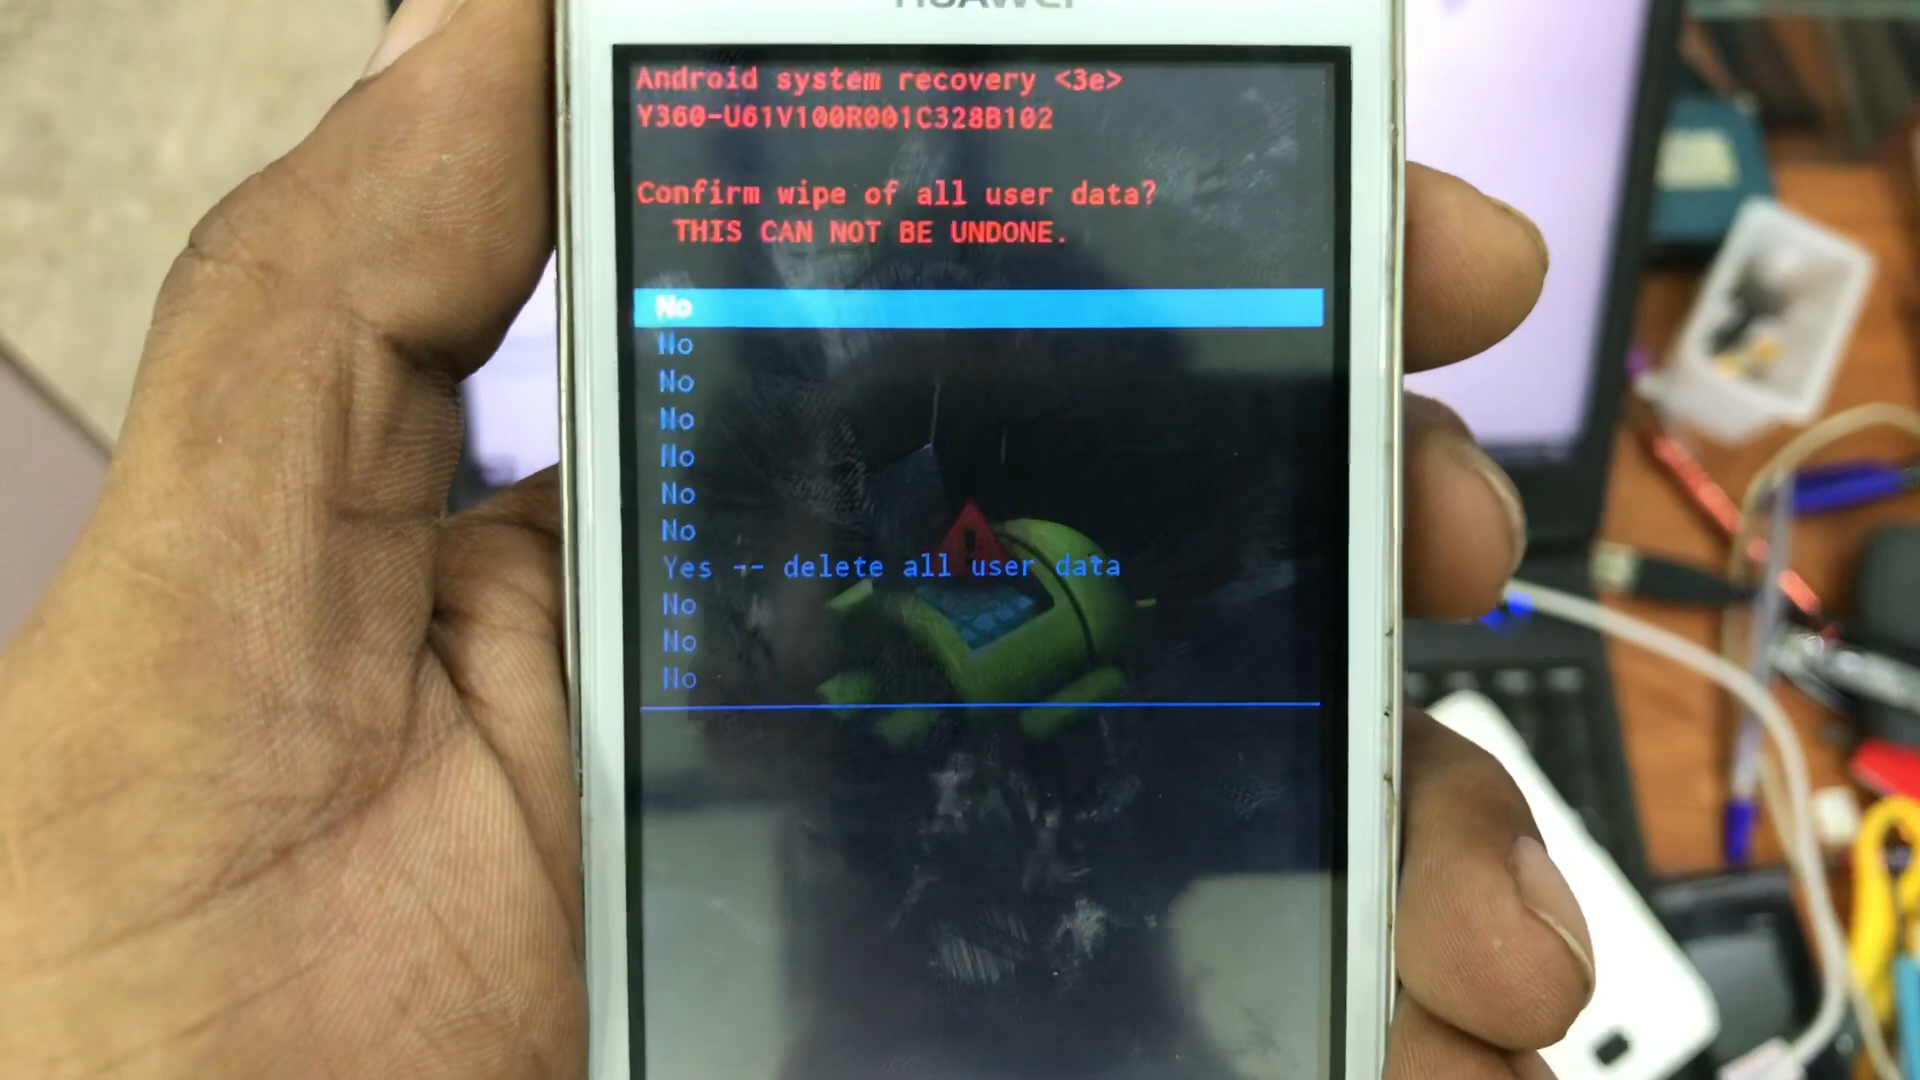 HUAWEI
Android system recovery <3e>
Y360-U61V100R001C328B102
Confirm wipe of all user data?
THIS CAN NOT BE UNDONE.
No
No
No
No
No
No
No
Yes -- delete all user data
No
No
No